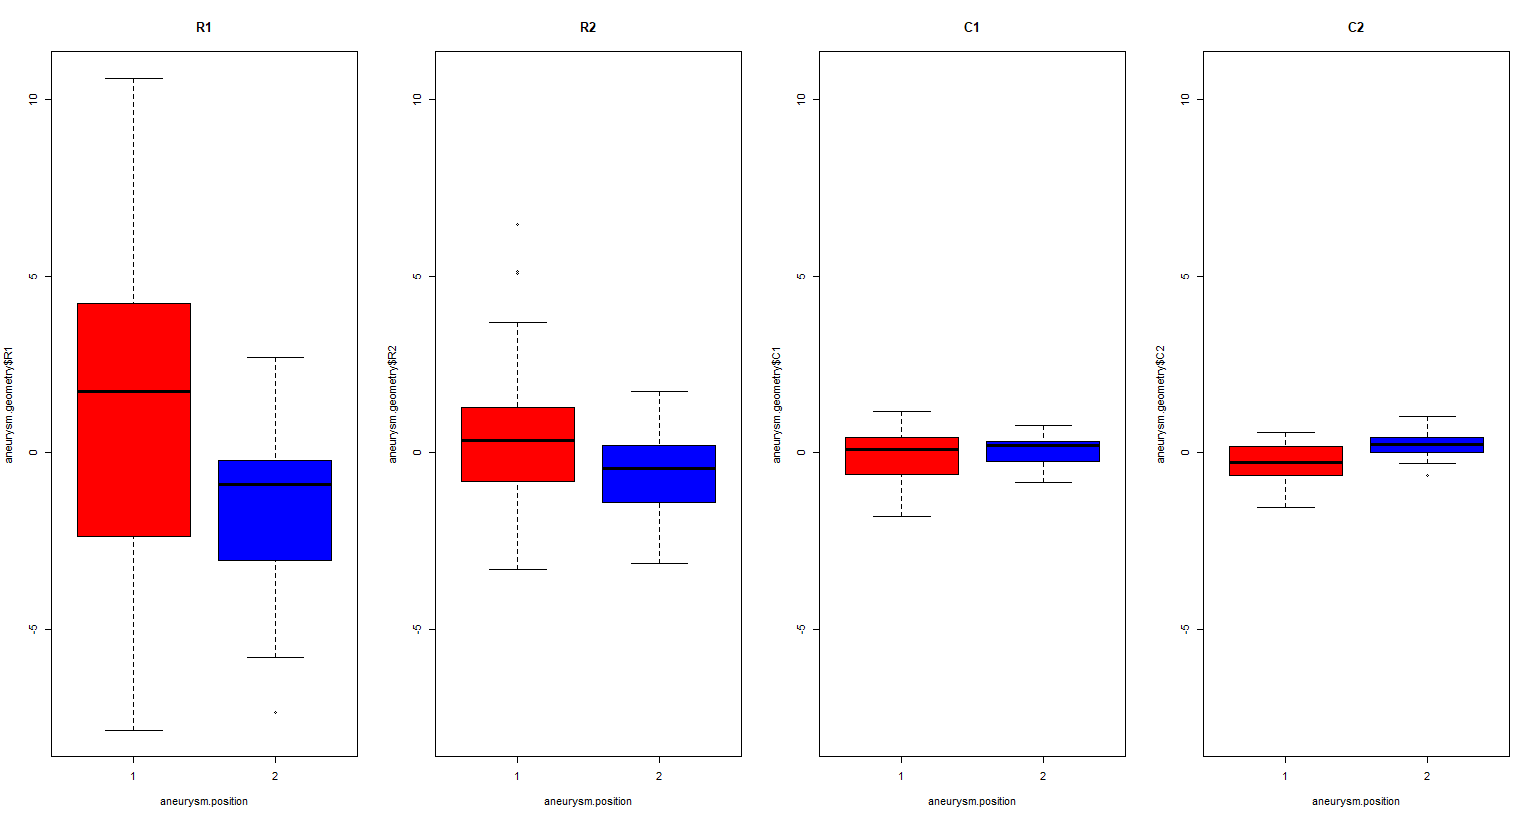 R1
aneurysm.geometry$R1
10
5
0
-5
1
2
aneurysm.position
R2
aneurysm.geometry$R2
10
5
0
-5
1
2
aneurysm.position
C1
aneurysm.geometry$C1
10
5
0
-5
1
2
aneurysm.position
C2
aneurysm.geometry$C2
10
5
0
-5
1
2
aneurysm.position